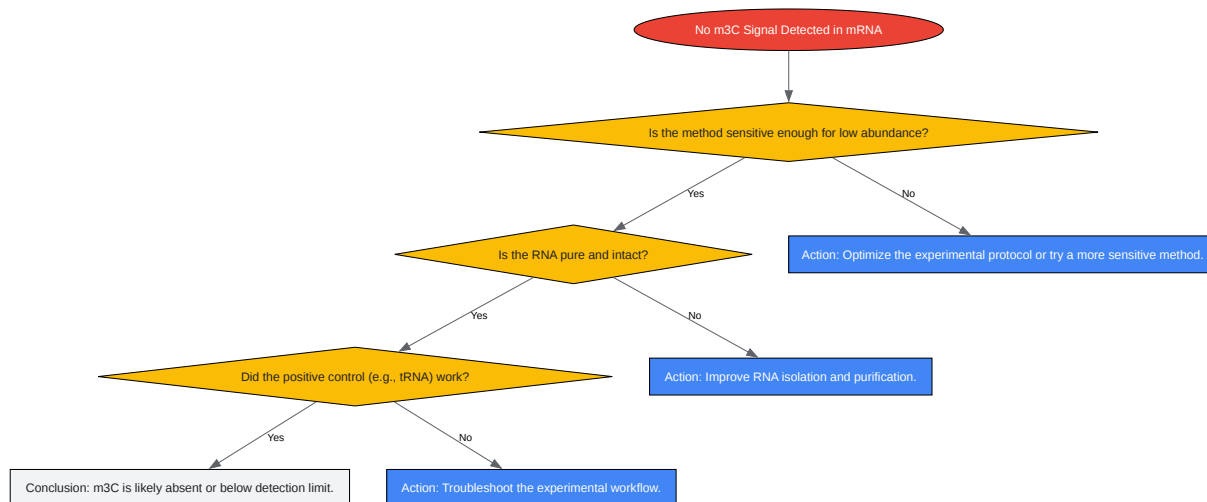 No m3C Signal Detected in mRNA
Is the method sensitive enough for low abundance?
Yes
No
Is the RNA pure and intact?
Action: Optimize the experimental protocol or try a more sensitive method.
Yes
No
Did the positive control (e.g., tRNA) work?
Action: Improve RNA isolation and purification.
Yes
No
Conclusion: m3C is likely absent or below detection limit.
Action: Troubleshoot the experimental workflow.